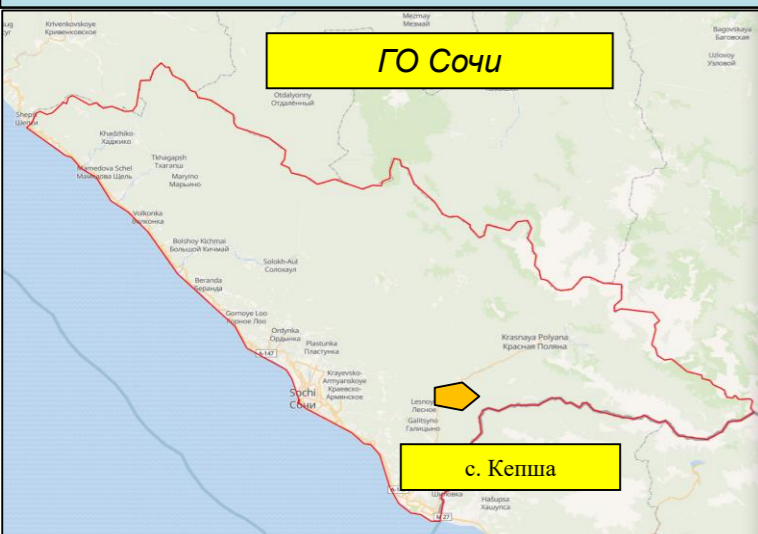 Krivenkovskoye
Кривенковское
Mezmay
Мезмай
Bagovskaya
Баговская
ГО Сочи
Uzlovoy
Узловой
Otdalyonny
Отдалённый
Shepsi
Шепси
Khadzhiko
Хаджико
Tkhagapsh
Тхагапш
Mamedova Schel
Мамедова Щель
Maryino
Марьино
Volkonka
Волконка
Bolshoy Kichmai
Большой Кичмай
Solokh-Aul
Солохаул
Beranda
Беранда
Gornoye Loo
Горное Лоо
Ordynka
Ордынка
A-147
Plastunka
Пластунка
Krasnaya Polyana
Красная Поляна
Krayevsko-
Armyanskoye
Краевско-
Армянское
Sochi
Сочи
Lesnoye
Лесное
Galitsyno
Галицыно
с. Кепша
Hašupsa
Хашупса